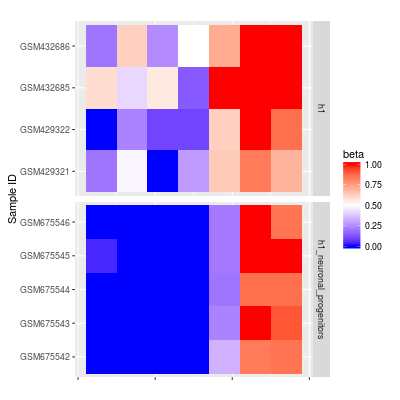 GSM432686
GSM432685
GSM429322
GSM429321
h1
GSM675546
GSM675545
GSM675544
GSM675543
GSM675542
h1_neuronal_progenitors
Sample ID
beta
1.00
0.75
0.50
0.25
0.00